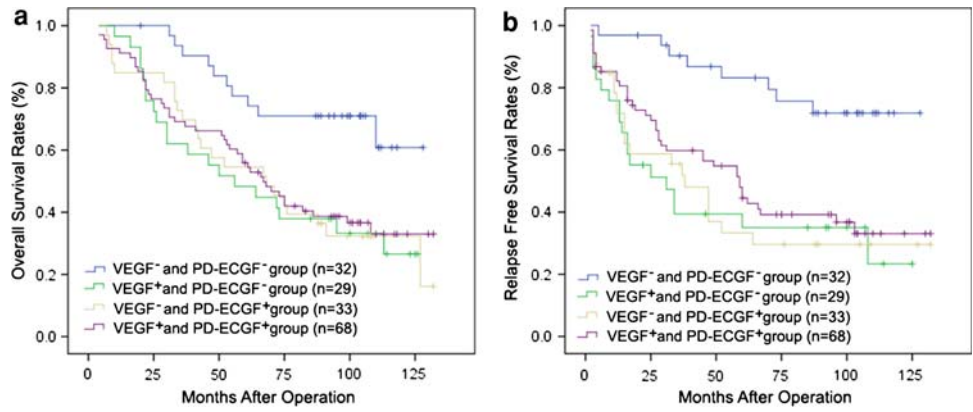 a
Overall Survival Rates (%)
1.0
0.8
0.6
0.4
0.2
0.0
VEGF⁻ and PD-ECGF⁻ group (n=32)
VEGF⁺ and PD-ECGF⁻ group (n=29)
VEGF⁻ and PD-ECGF⁺ group (n=33)
VEGF⁺ and PD-ECGF⁺ group (n=68)
0 25 50 75 100 125
Months After Operation
b
Relapse Free Survival Rates (%)
1.0
0.8
0.6
0.4
0.2
0.0
VEGF⁻ and PD-ECGF⁻ group (n=32)
VEGF⁺ and PD-ECGF⁻ group (n=29)
VEGF⁻ and PD-ECGF⁺ group (n=33)
VEGF⁺ and PD-ECGF⁺ group (n=68)
0 25 50 75 100 125
Months After Operation